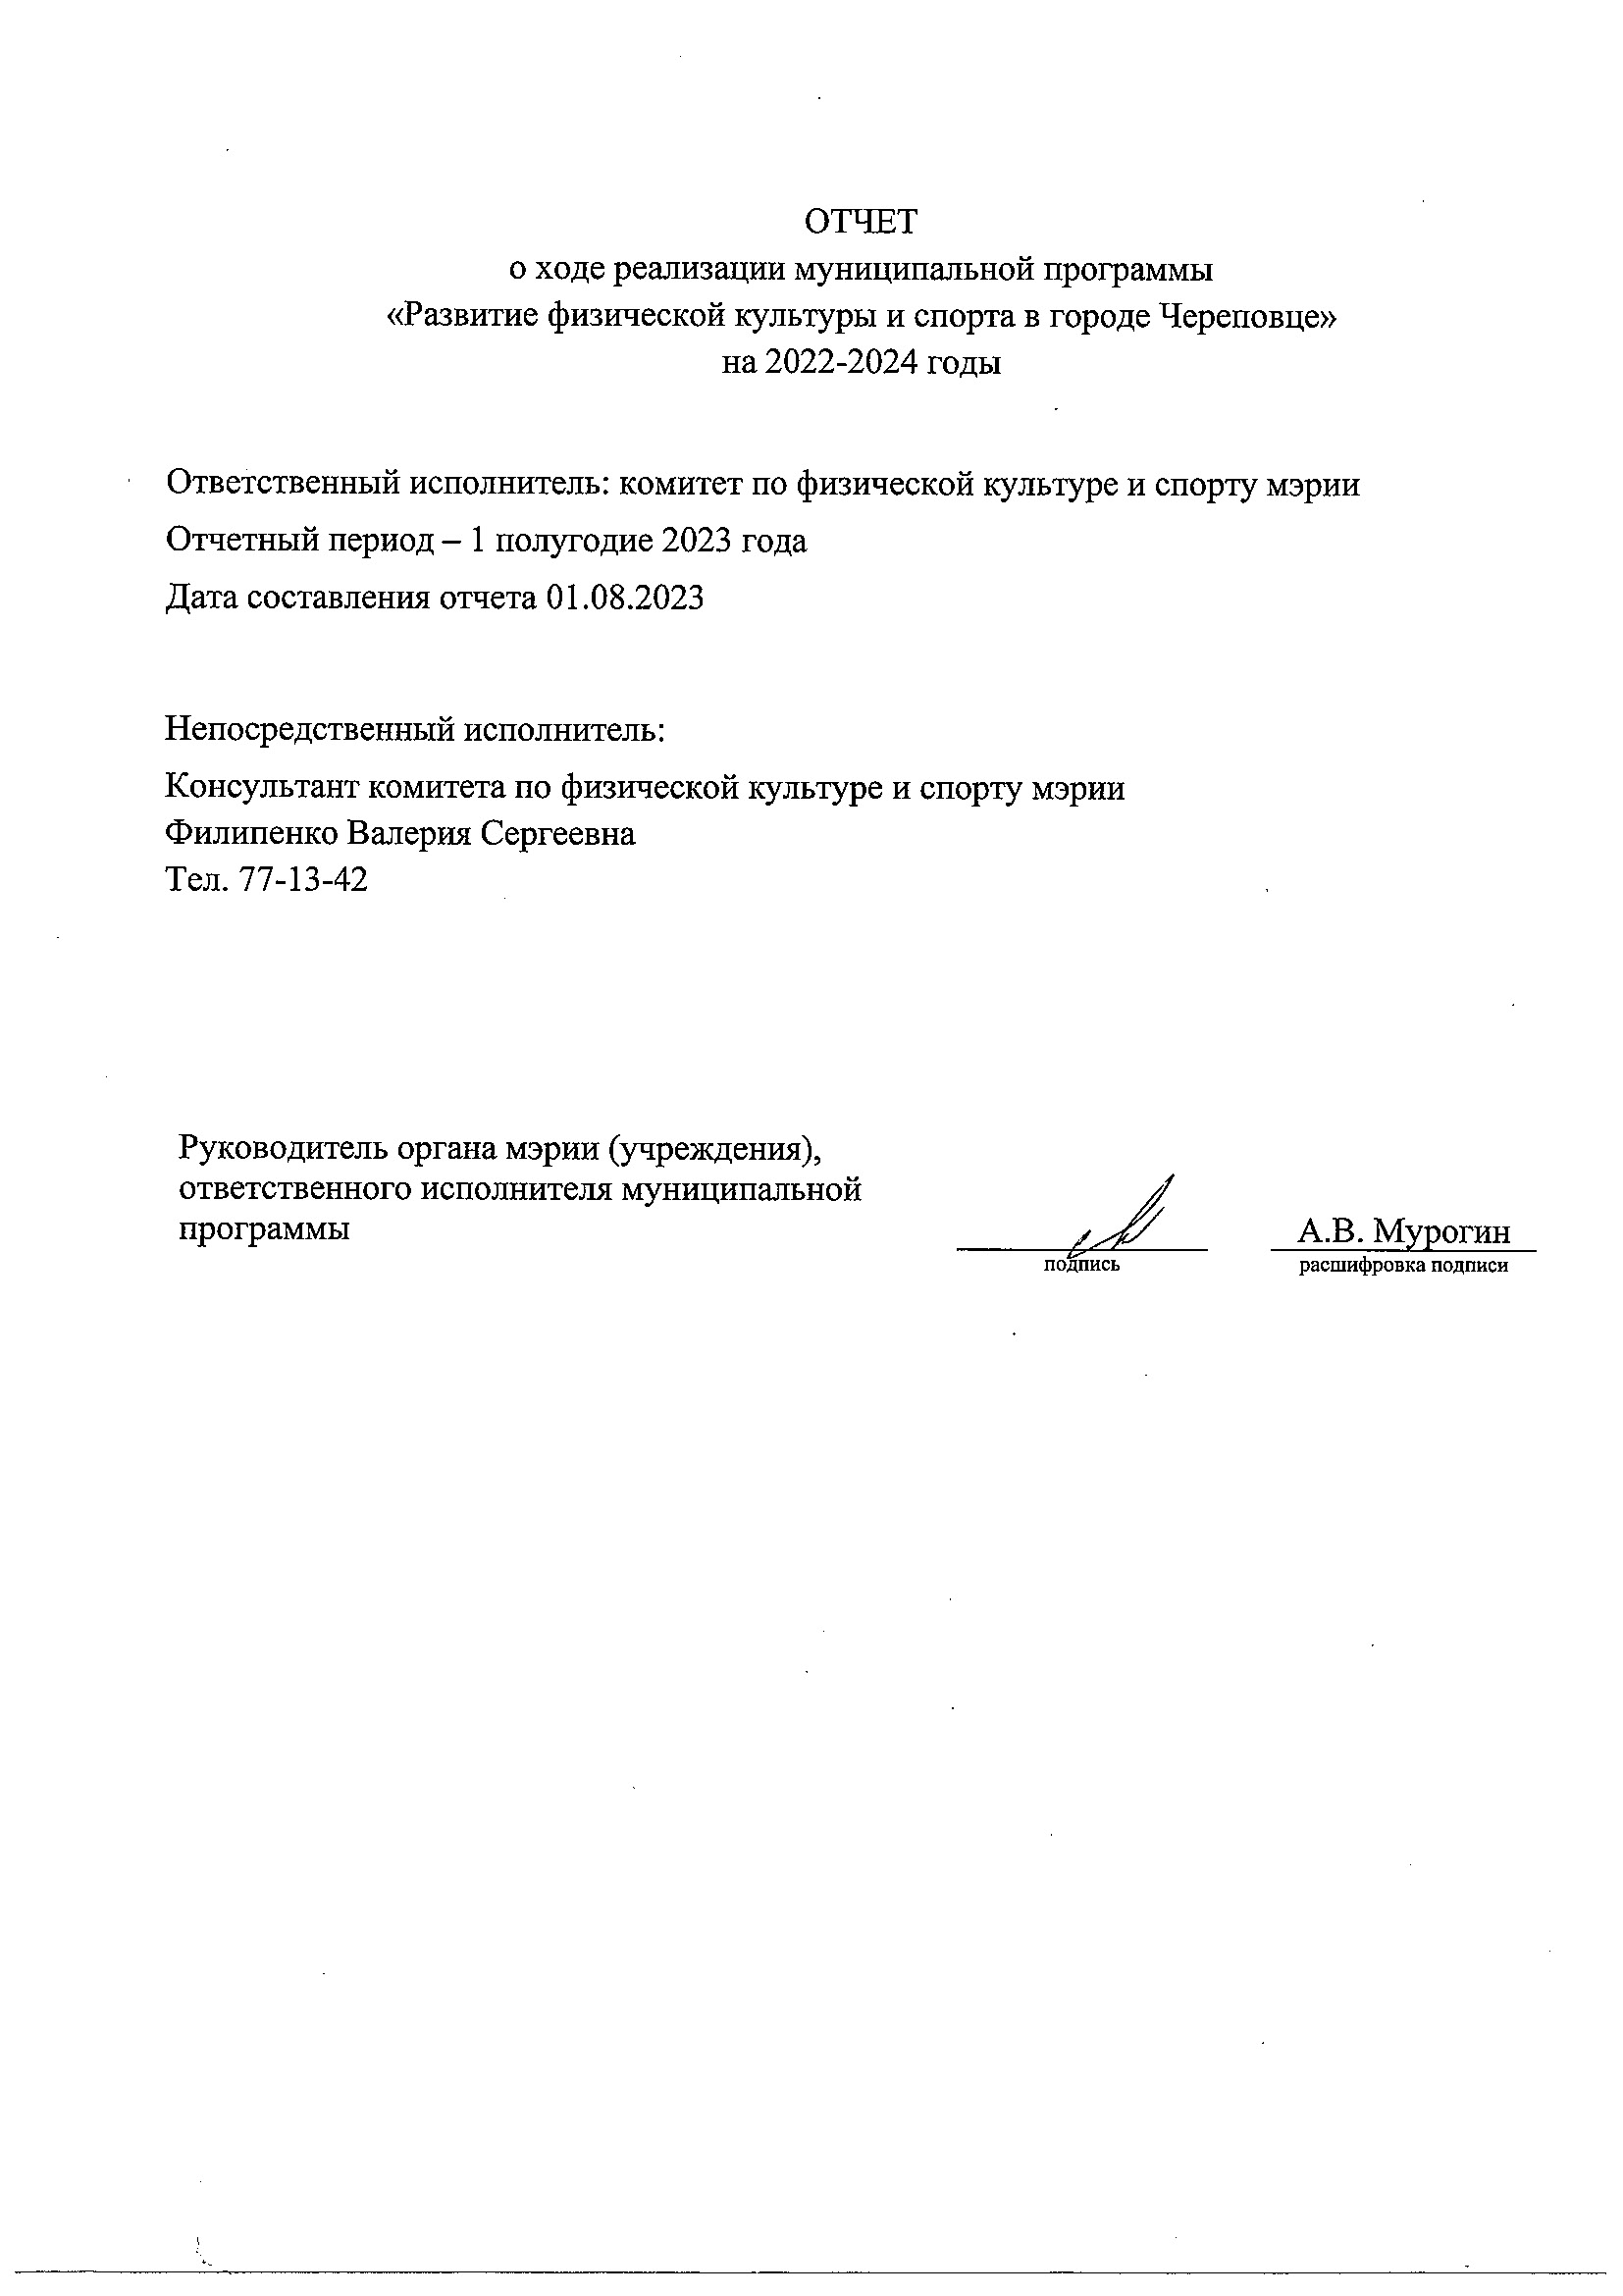 ОТЧЕТ
о ходе реализации муниципальной программы
«Развитие физической культуры и спорта в городе Череповце»
на 2022-2024 годы
Ответственный исполнитель: комитет по физической культуре и спорту мэрии
Отчетный период – 1 полугодие 2023 года
Дата составления отчета 01.08.2023
Непосредственный исполнитель:
Консультант комитета по физической культуре и спорту мэрии
Филипенко Валерия Сергеевна
Тел. 77-13-42
Руководитель органа мэрии (учреждения),
ответственного исполнителя муниципальной
программы
А.В. Мурогин
подпись
расшифровка подписи